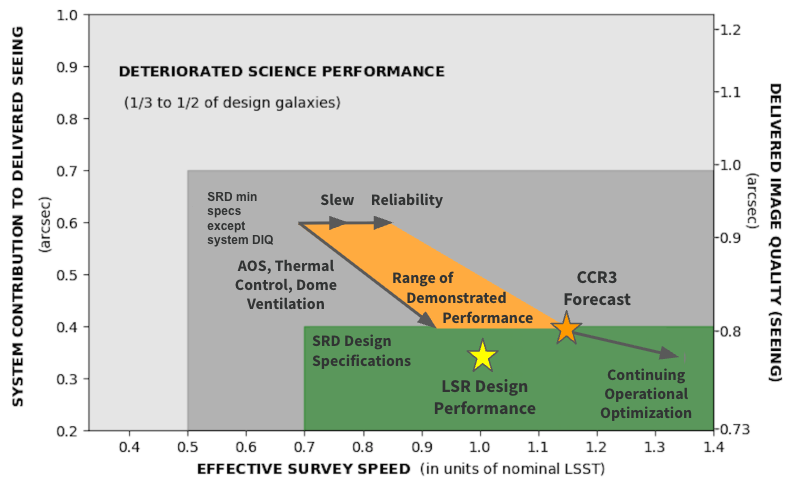 SYSTEM CONTRIBUTION TO DELIVERED SEEING
(arcsec)
1.0
0.9
0.8
0.7
0.6
0.5
0.4
0.3
0.2
DETERIORATED SCIENCE PERFORMANCE
(1/3 to 1/2 of design galaxies)
SRD min
specs
except
system DIQ
Slew
Reliability
AOS, Thermal
Control, Dome
Ventilation
Range of
Demonstrated
Performance
CCR3
Forecast
SRD Design
Specifications
LSR Design
Performance
Continuing
Operational
Optimization
1.2
1.1
1.0
0.9
0.8
0.73
DELIVERED IMAGE QUALITY (SEEING)
(arcsec)
0.4 0.5 0.6 0.7 0.8 0.9 1.0 1.1 1.2 1.3 1.4
EFFECTIVE SURVEY SPEED (in units of nominal LSST)